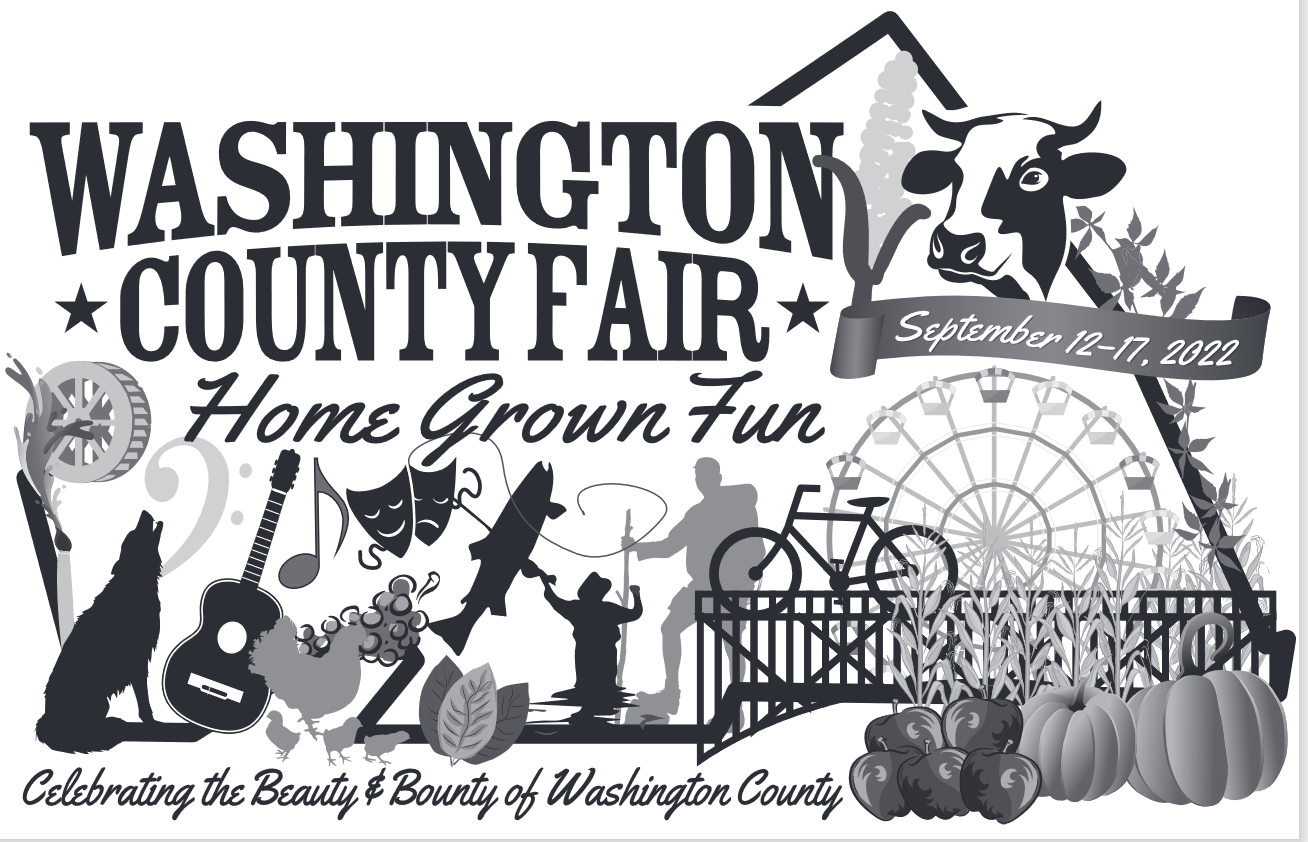 WASHINGTON
COUNTY FAIR
September 12-17, 2022
Home Grown Fun
Celebrating the Beauty & Bounty of Washington County